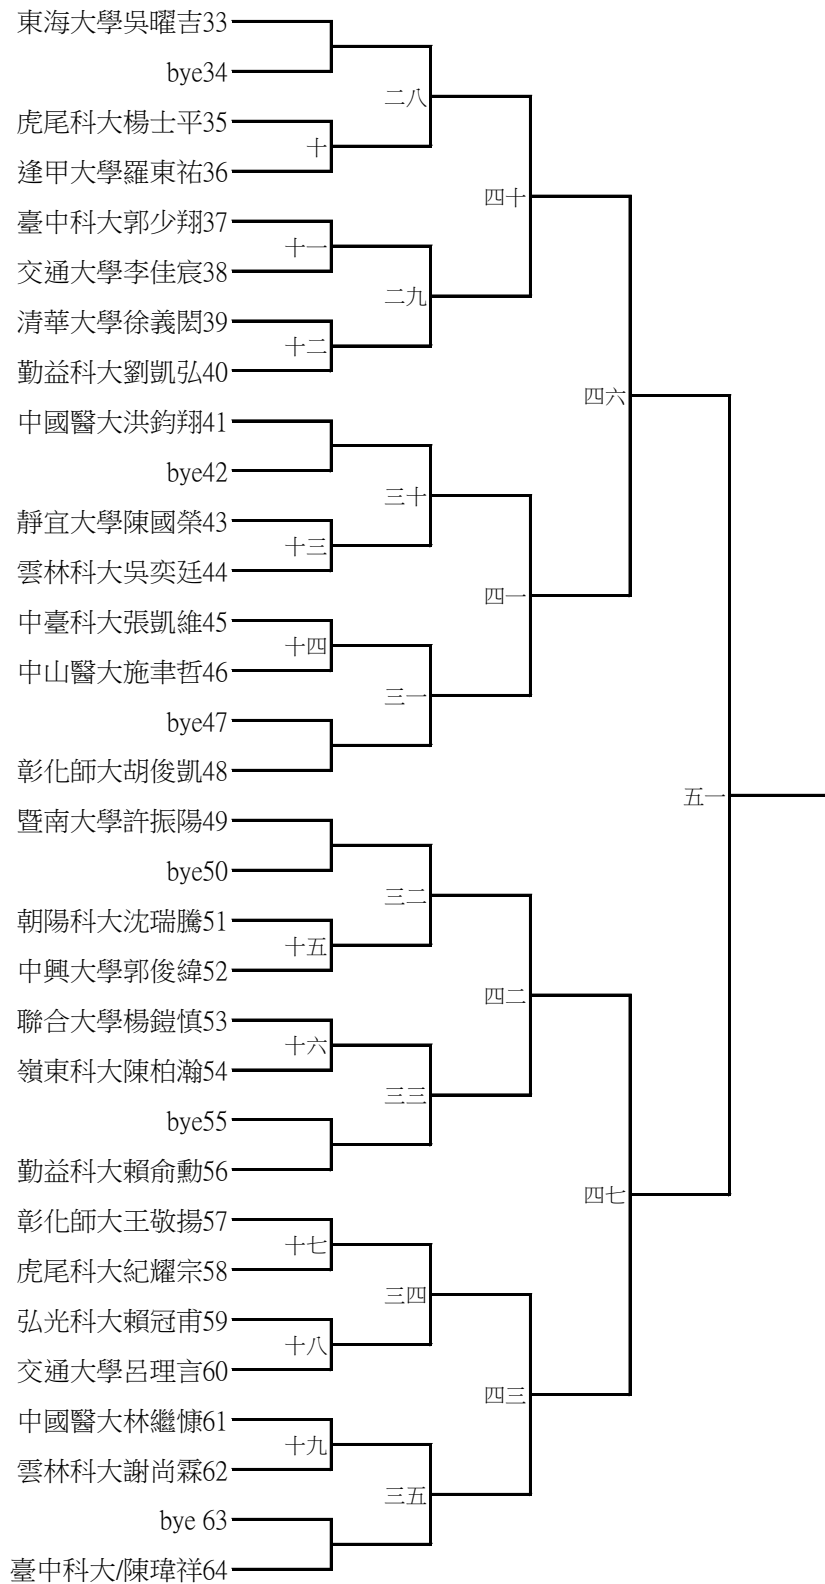 東海大學吳曜吉33
bye34
二八
虎尾科大楊士平35
十
逢甲大學羅東祐36
四十
臺中科大郭少翔37
十一
交通大學李佳宸38
二九
清華大學徐義閎39
十二
勤益科大劉凱弘40
四六
中國醫大洪鈞翔41
bye42
三十
靜宜大學陳國榮43
十三
雲林科大吳奕廷44
四一
中臺科大張凱維45
十四
中山醫大施聿哲46
三一
bye47
彰化師大胡俊凱48
五一
暨南大學許振陽49
bye50
三二
朝陽科大沈瑞騰51
十五
中興大學郭俊緯52
四二
聯合大學楊鎧慎53
十六
嶺東科大陳柏瀚54
三三
bye55
勤益科大賴俞勳56
四七
彰化師大王敬揚57
十七
虎尾科大紀耀宗58
三四
弘光科大賴冠甫59
十八
交通大學呂理言60
四三
中國醫大林繼慷61
十九
雲林科大謝尚霖62
三五
bye 63
臺中科大/陳瑋祥64